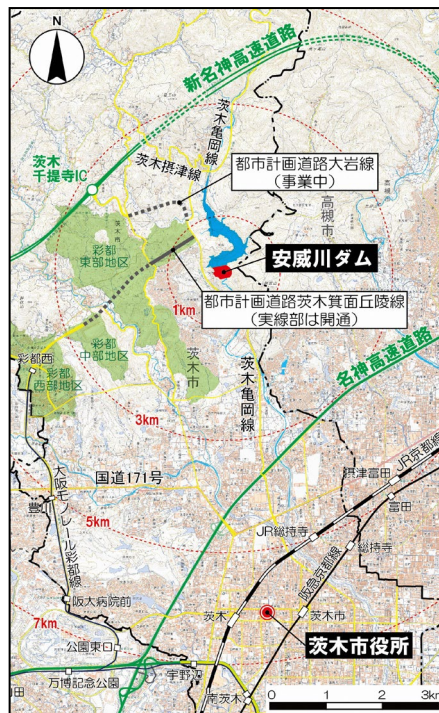 N
新名神高速道路
茨木亀岡線
茨木摂津線
茨木
千提寺IC
都市計画道路大岩線
(事業中)
高槻市
茨木市
彩都
東部地区
安威川ダム
1km
都市計画道路茨木箕面丘陵線
(実線部は開通)
名神高速道路
彩都西
彩都
中部地区
彩都
西部地区
茨木市
茨木亀岡線
3km
大阪モノレール彩都線
国道171号
豊川
摂津富田
JR京都線
富田
5km
JR総持寺
総持寺
阪急京都線
阪大病院前
7km
茨木
茨木市
茨木市役所
公園東口
宇野辺
万博記念公園
南茨木
0 1 2 3km